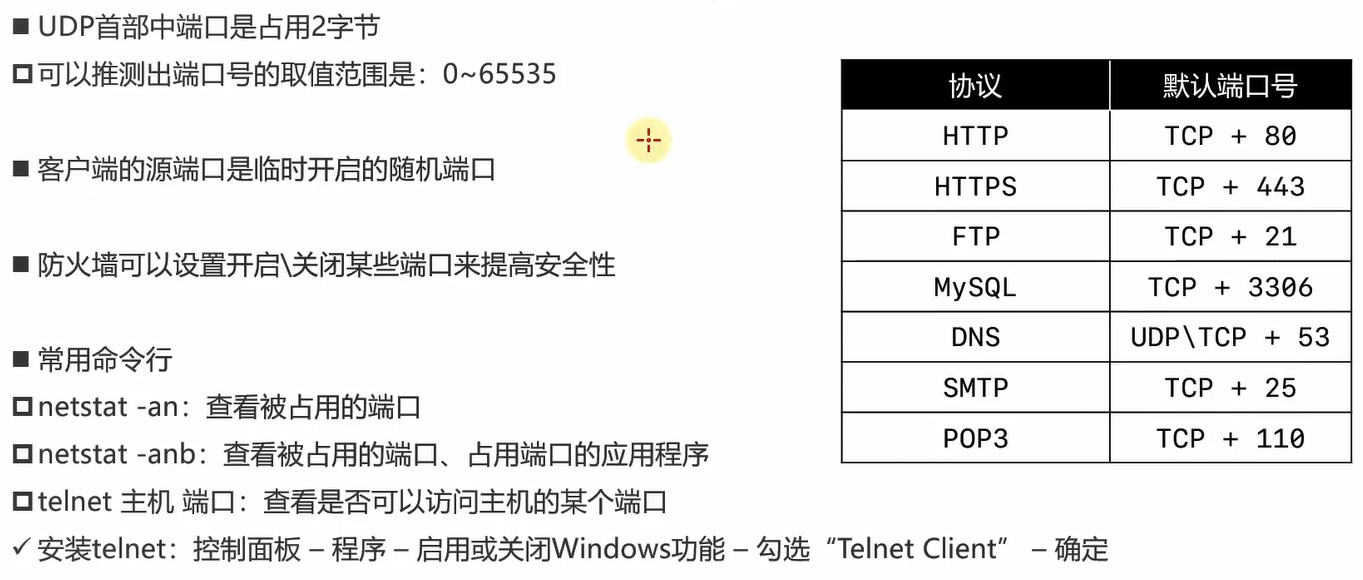 ■ UDP首部中端口是占用2字节
□ 可以推测出端口号的取值范围是：0~65535
■ 客户端的源端口是临时开启的随机端口
■ 防火墙可以设置开启\关闭某些端口来提高安全性
■ 常用命令行
□ netstat -an：查看被占用的端口
□ netstat -anb：查看被占用的端口、占用端口的应用程序
□ telnet 主机 端口：查看是否可以访问主机的某个端口
✓ 安装telnet：控制面板 – 程序 – 启用或关闭Windows功能 – 勾选“Telnet Client” – 确定
协议 默认端口号
HTTP TCP + 80
HTTPS TCP + 443
FTP TCP + 21
MySQL TCP + 3306
DNS UDP\TCP + 53
SMTP TCP + 25
POP3 TCP + 110